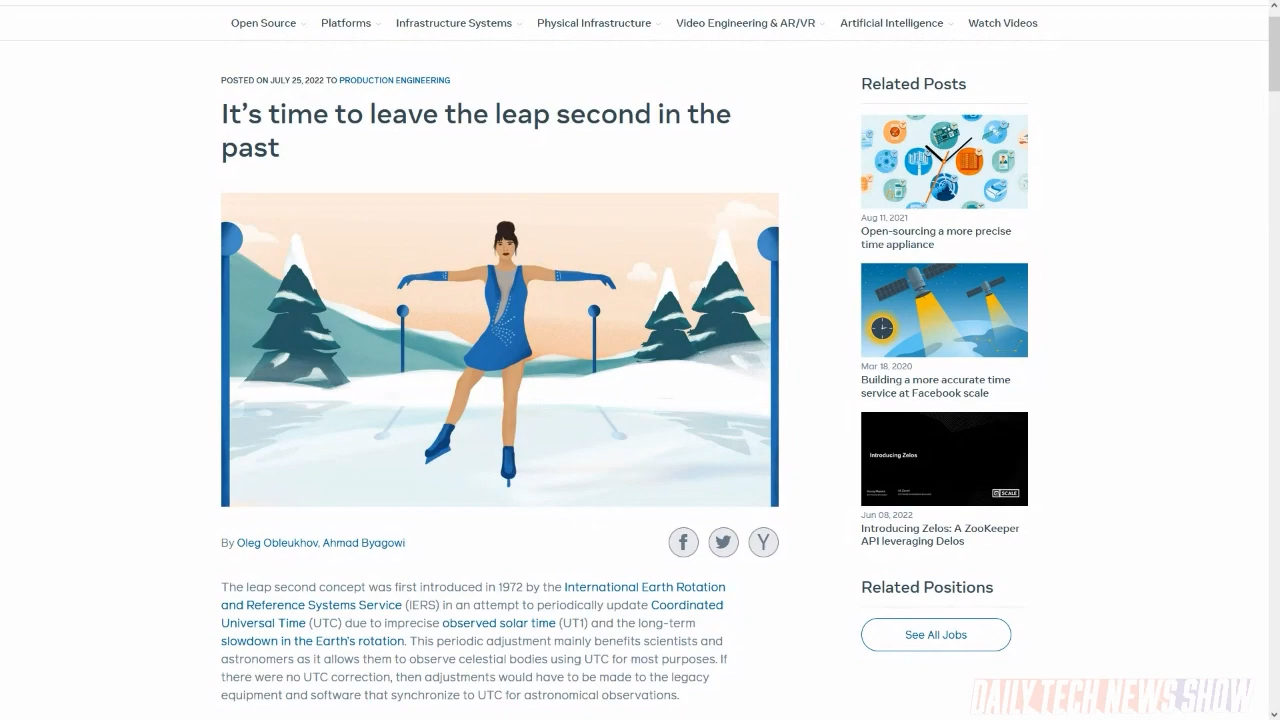 Open Source Platforms Infrastructure Systems Physical Infrastructure Video Engineering & AR/VR Artificial Intelligence Watch Videos
POSTED ON JULY 25, 2022 TO PRODUCTION ENGINEERING
It’s time to leave the leap second in the
past
By Oleg Obleukhov, Ahmad Byagowi
f
Y
The leap second concept was first introduced in 1972 by the International Earth Rotation
and Reference Systems Service (IERS) in an attempt to periodically update Coordinated
Universal Time (UTC) due to imprecise observed solar time (UT1) and the long-term
slowdown in the Earth’s rotation. This periodic adjustment mainly benefits scientists and
astronomers as it allows them to observe celestial bodies using UTC for most purposes. If
there were no UTC correction, then adjustments would have to be made to the legacy
equipment and software that synchronize to UTC for astronomical observations.
Related Posts
Aug 11, 2021
Open-sourcing a more precise
time appliance
Mar 18, 2020
Building a more accurate time
service at Facebook scale
Introducing Zelos
SCALE
Jun 08, 2022
Introducing Zelos: A ZooKeeper
API leveraging Delos
Related Positions
See All Jobs
DAILY TECH NEWS SHOW